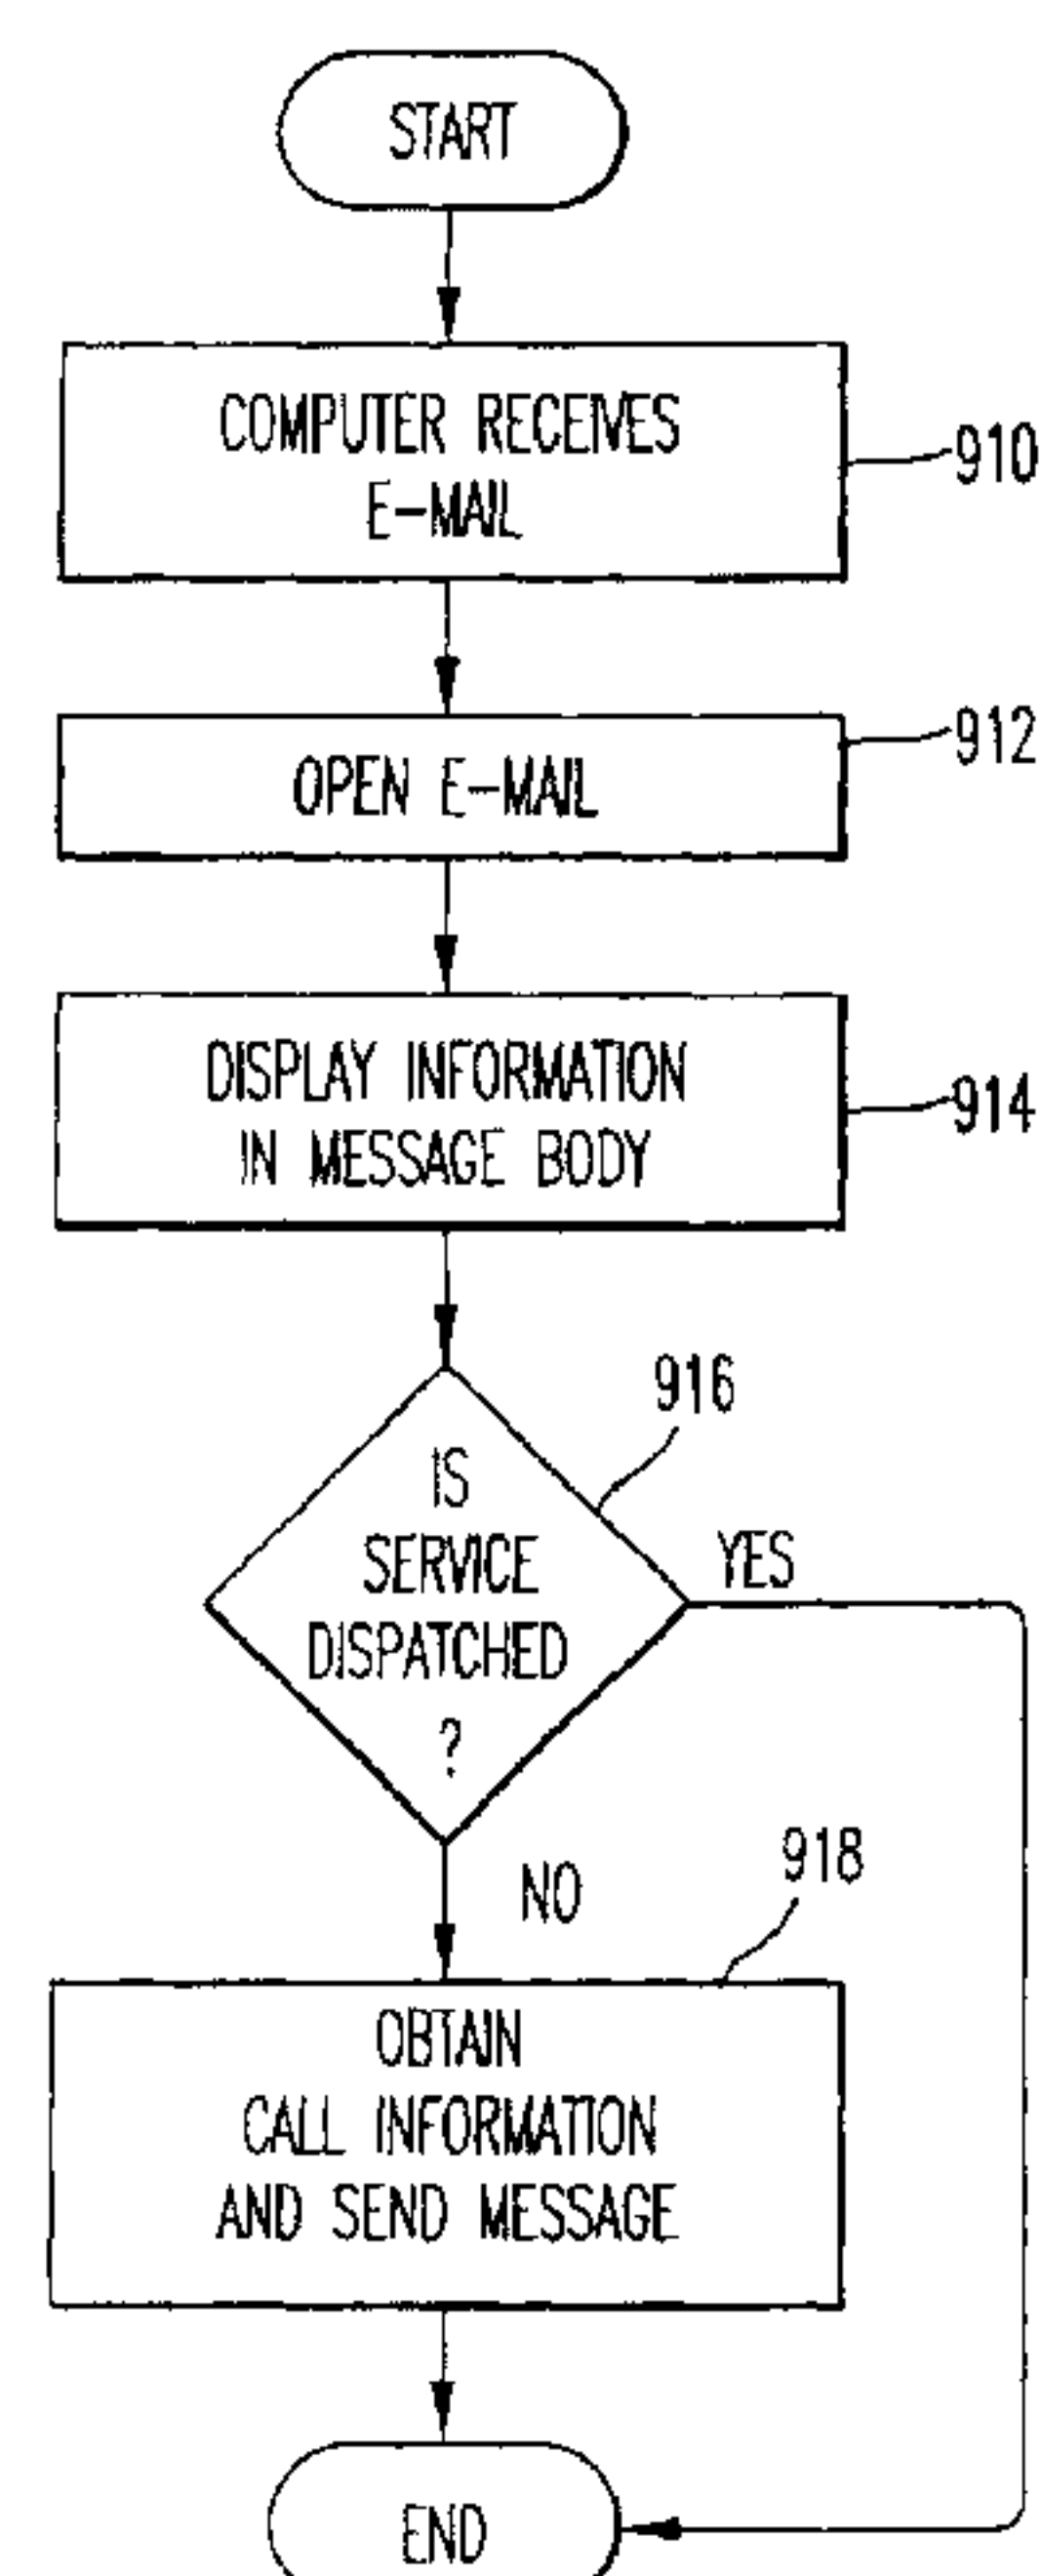 START
COMPUTER RECEIVES
E-MAIL
910
OPEN E-MAIL
912
DISPLAY INFORMATION
IN MESSAGE BODY
914
916
IS
SERVICE
DISPATCHED
?
YES
NO
918
OBTAIN
CALL INFORMATION
AND SEND MESSAGE
END